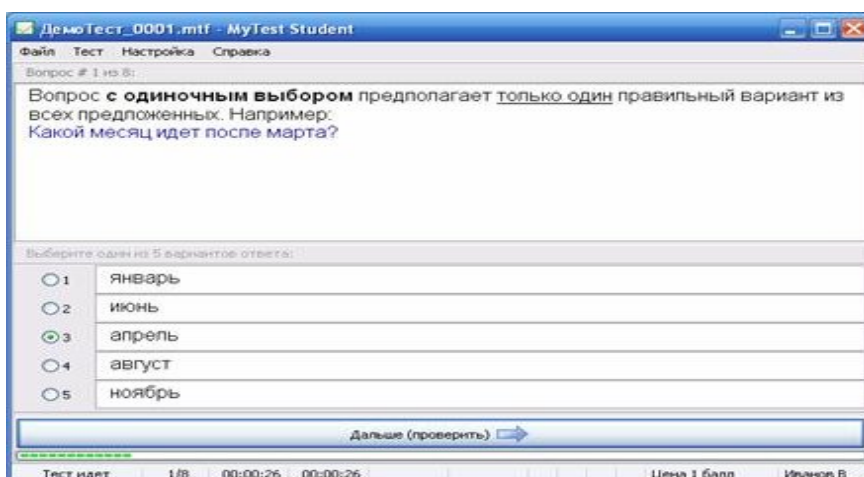 ДемоТест_0001.mtf - MyTest Student
Файл Тест Настройка Справка
Вопрос # 1 из 8:
Вопрос с одиночным выбором предполагает только один правильный вариант из
всех предложенных. Например:
Какой месяц идет после марта?
Выберите один из 5 вариантов ответа:
1 январь
2 июнь
3 апрель
4 август
5 ноябрь
Дальше (проверить)
Тест идет 1/8 00:00:26 00:00:26 Цена 1 балл Иванов В